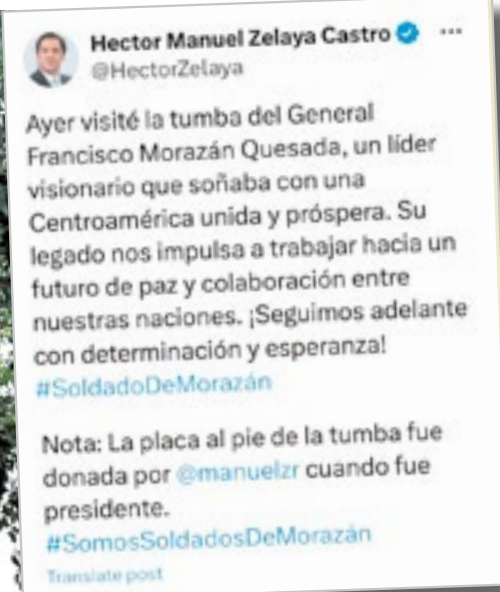 Hector Manuel Zelaya Castro
@HectorZelaya
Ayer visité la tumba del General
Francisco Morazán Quesada, un líder
visionario que soñaba con una
Centroamérica unida y próspera. Su
legado nos impulsa a trabajar hacia un
futuro de paz y colaboración entre
nuestras naciones. ¡Seguimos adelante
con determinación y esperanza!
#SoldadoDeMorazán
Nota: La placa al pie de la tumba fue
donada por @manuelzr cuando fue
presidente.
#SomosSoldadosDeMorazán
Translate post